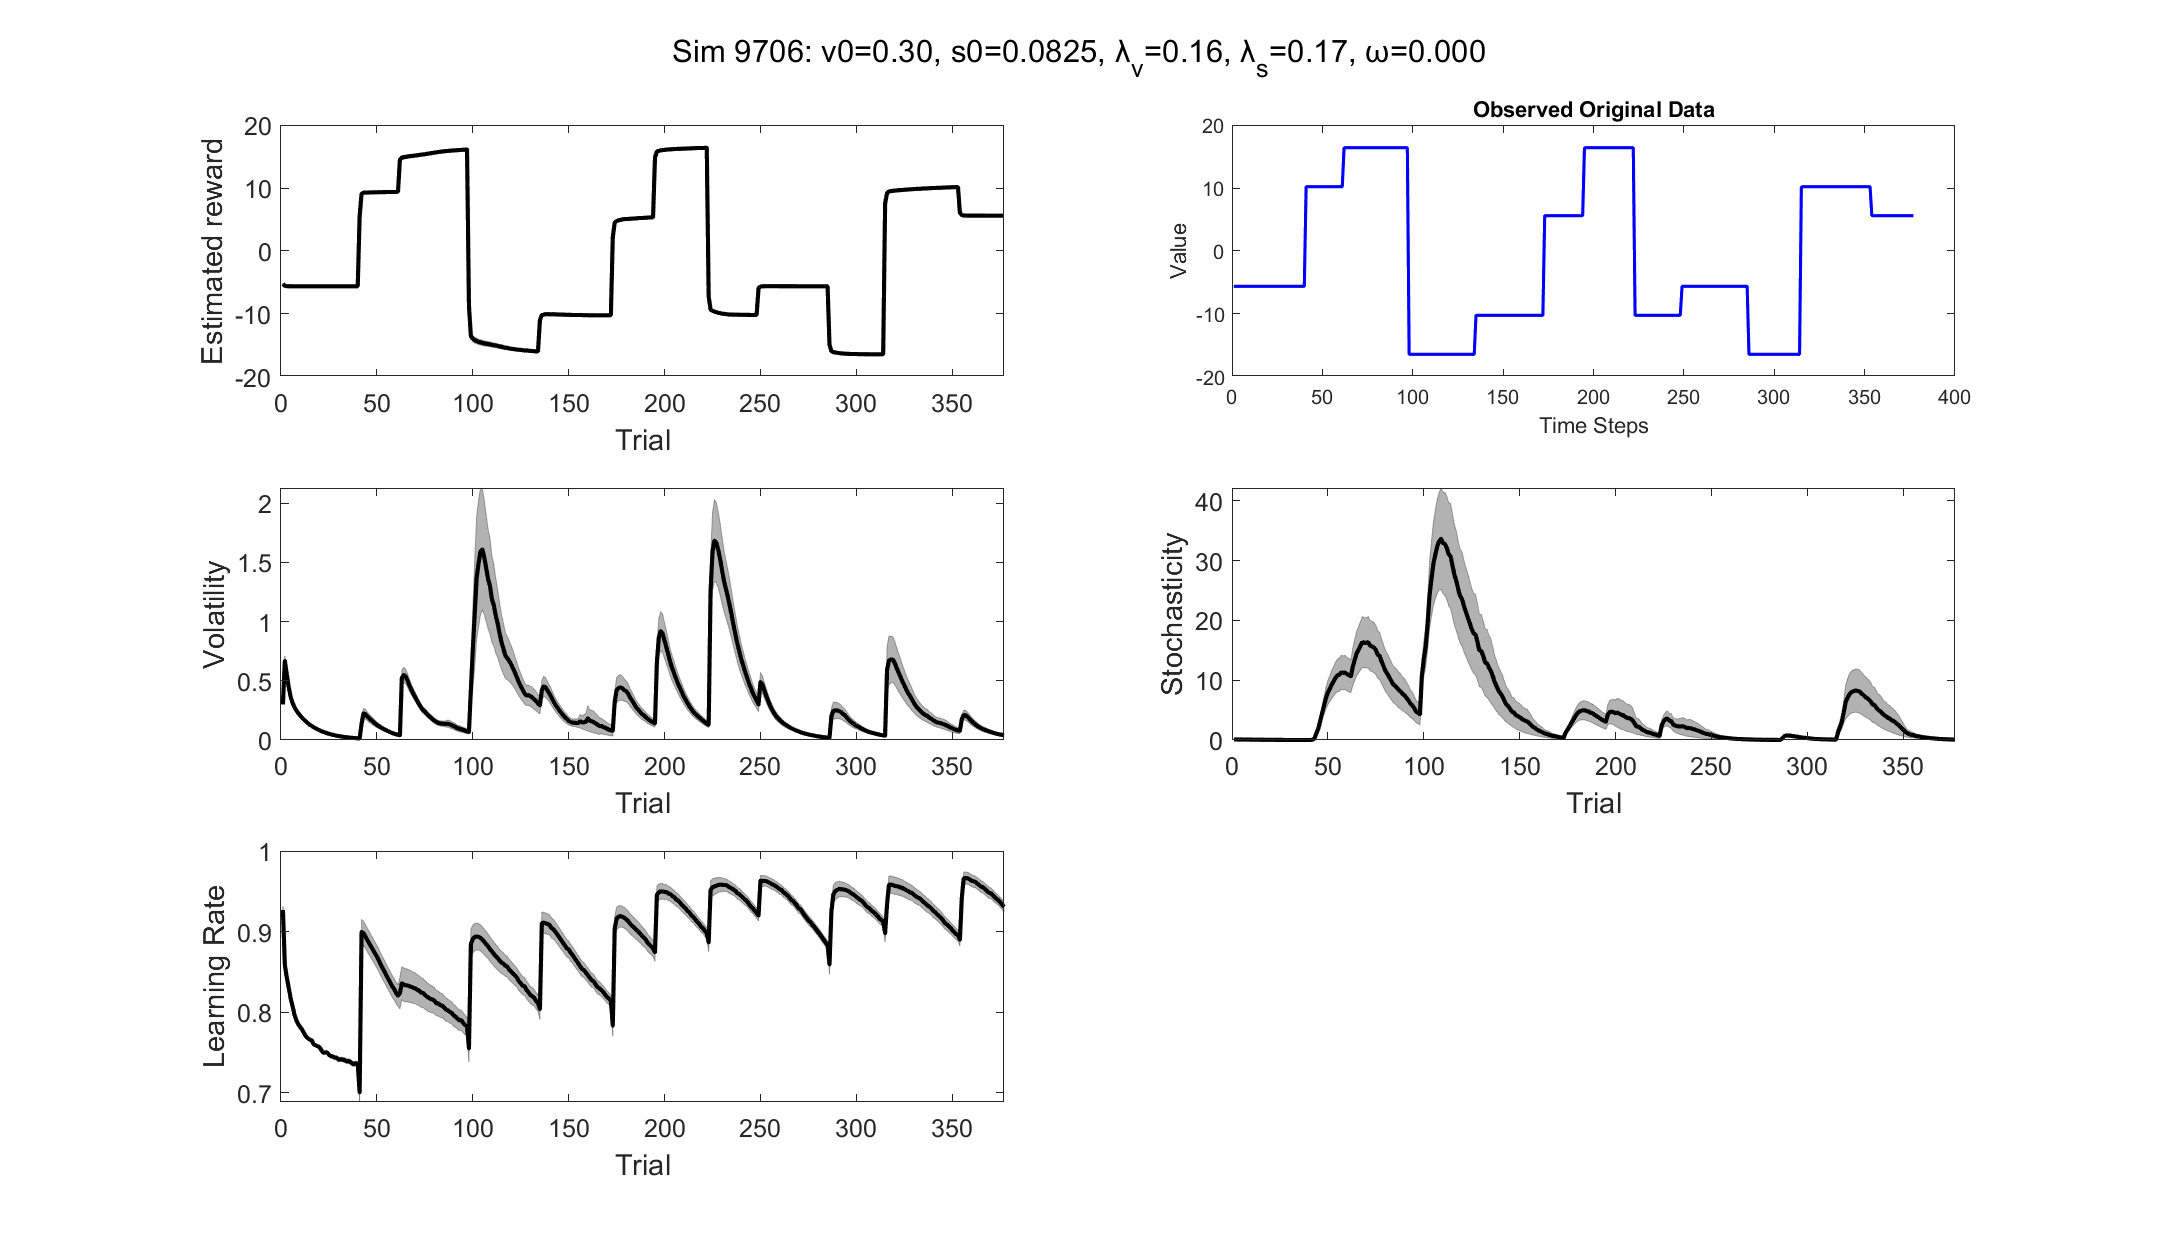 Sim 9706: v0=0.30, s0=0.0825, λv=0.16, λs=0.17, ω=0.000
Estimated reward
20
10
0
-10
-20
0 50 100 150 200 250 300 350
Trial
Observed Original Data
Value
20
10
0
-10
-20
0 50 100 150 200 250 300 350 400
Time Steps
Volatility
2
1.5
1
0.5
0
0 50 100 150 200 250 300 350
Trial
Stochasticity
40
30
20
10
0
0 50 100 150 200 250 300 350
Trial
Learning Rate
1
0.9
0.8
0.7
0 50 100 150 200 250 300 350
Trial